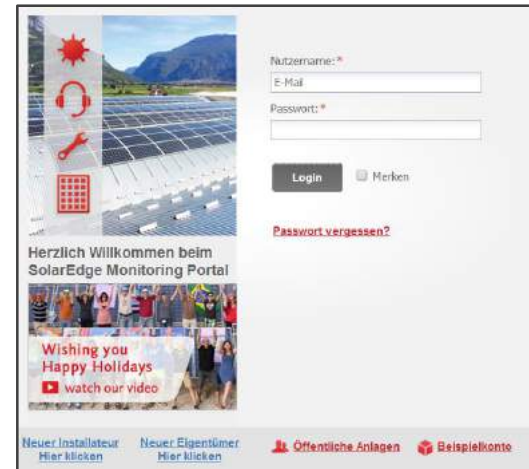 Nutzername: *
E-Mail
Passwort: *
Login
Merken
Passwort vergessen?
Herzlich Willkommen beim
SolarEdge Monitoring Portal
Wishing you
Happy Holidays
watch our video
Neuer Installateur
Hier klicken
Neuer Eigentümer
Hier klicken
Öffentliche Anlagen
Beispielkonto